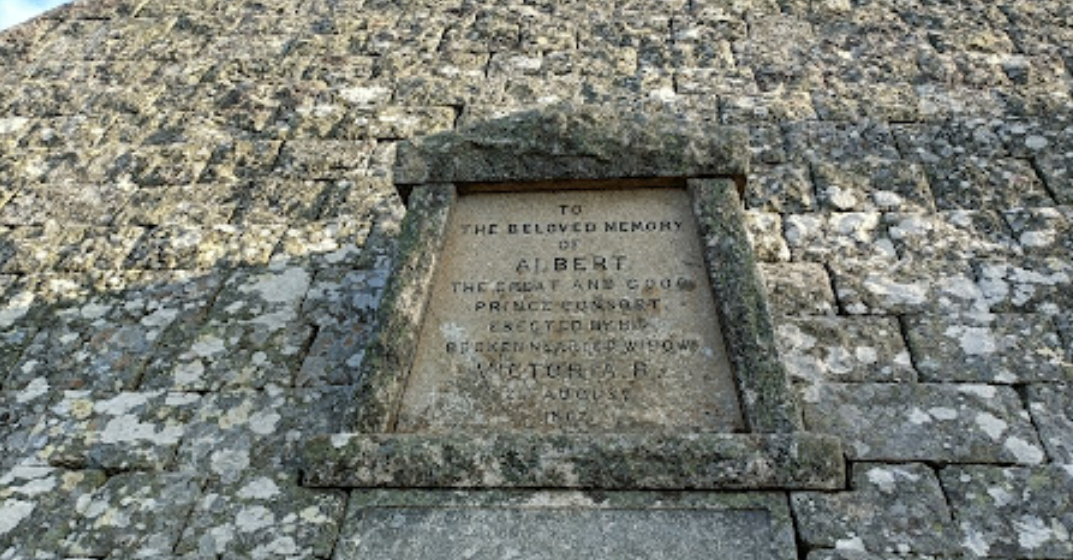 TO
THE BELOVED MEMORY
OF
ALBERT
THE GREAT AND GOOD
PRINCE CONSORT.
ERECTED BY HIS
BROKEN HEARTED WIDOW
VICTORIA.R.
21 AUGUST
1862